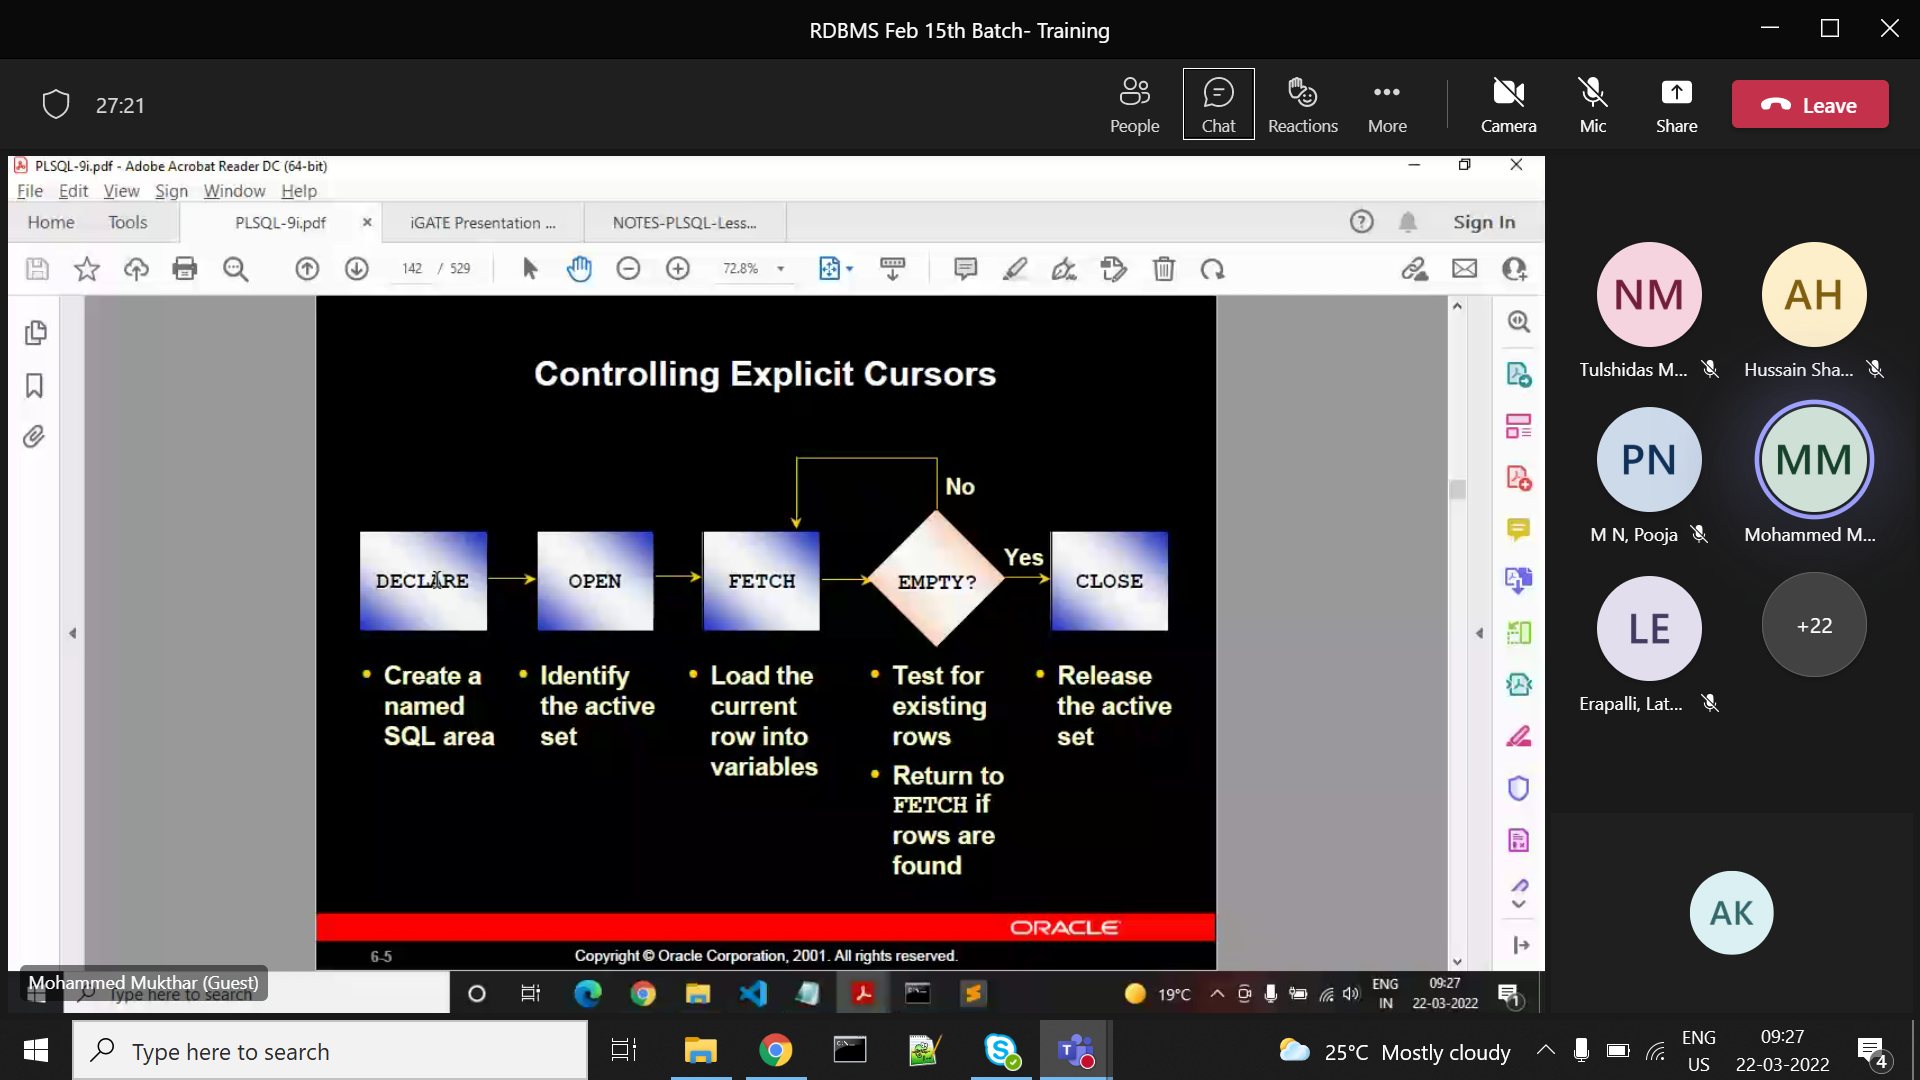 RDBMS Feb 15th Batch- Training
27:21
People
Chat
Reactions
More
Camera
Mic
Share
Leave
PLSQL-9i.pdf - Adobe Acrobat Reader DC (64-bit)
File Edit View Sign Window Help
Home Tools PLSQL-9i.pdf × iGATE Presentation ... NOTES-PLSQL-Less... Sign In
142 / 529 72.8%
Controlling Explicit Cursors
No
Yes
DECLARE OPEN FETCH EMPTY? CLOSE
• Create a
named
SQL area
• Identify
the active
set
• Load the
current
row into
variables
• Test for
existing
rows
• Return to
FETCH if
rows are
found
• Release
the active
set
ORACLE
6-5 Copyright © Oracle Corporation, 2001. All rights reserved.
NM
Tulshidas M...
AH
Hussain Sha...
PN
M N, Pooja
MM
Mohammed M...
LE
Erapalli, Lat...
+22
AK
Mohammed Mukthar (Guest)
Type here to search
19°C
ENG
IN
09:27
22-03-2022
1
Type here to search
25°C Mostly cloudy
ENG
US
09:27
22-03-2022
4